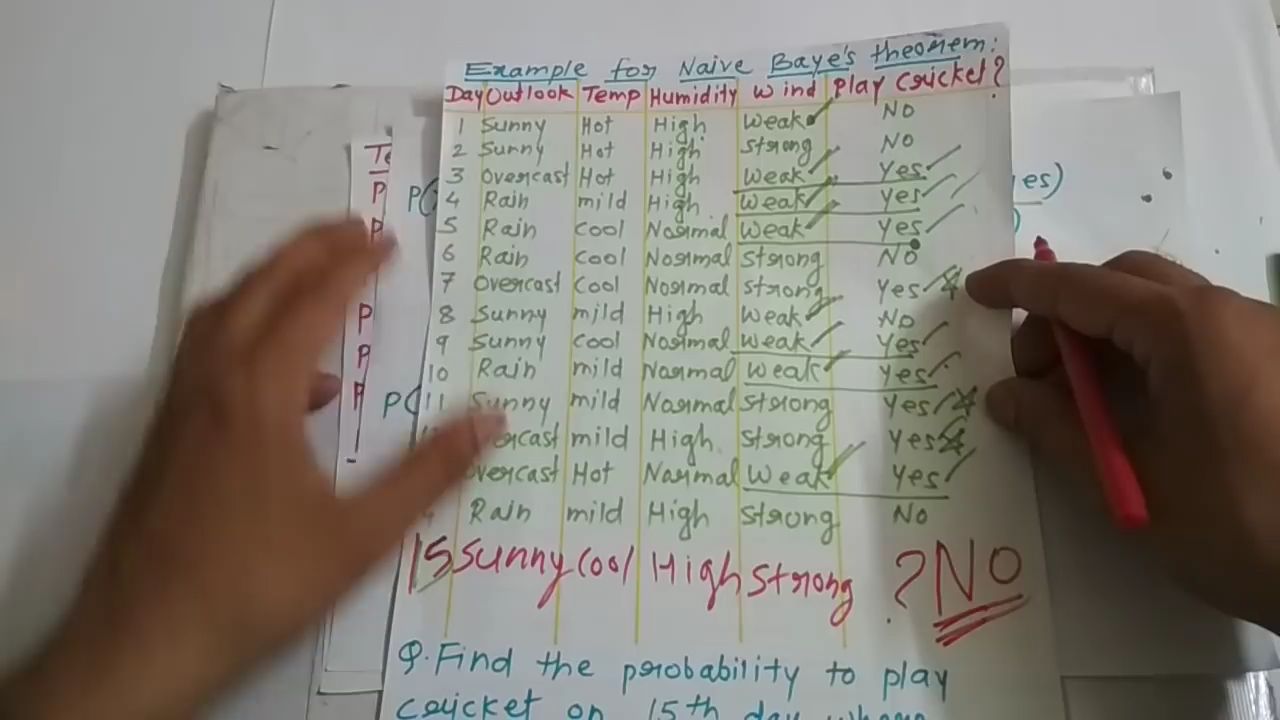 Example for Naive Baye's theorem:
Day Outlook Temp Humidity Wind Play cricket?
1 Sunny Hot High Weak NO
2 Sunny Hot High Strong NO
3 Overcast Hot High Weak Yes
4 Rain mild High Weak Yes
5 Rain cool Normal Weak Yes
6 Rain cool Normal Strong NO
7 Overcast Cool Normal Strong Yes
8 Sunny mild High Weak NO
9 Sunny Cool Normal Weak Yes
10 Rain mild Normal Weak Yes
11 Sunny mild Normal Strong Yes
mild High Strong Yes
Overcast Hot Normal Weak Yes
Rain mild High Strong No
15 Sunny Cool High Strong ? NO
Q. Find the probability to play
cricket on 15th day where
Te
P
P
P
P
P
P(
P(
es)